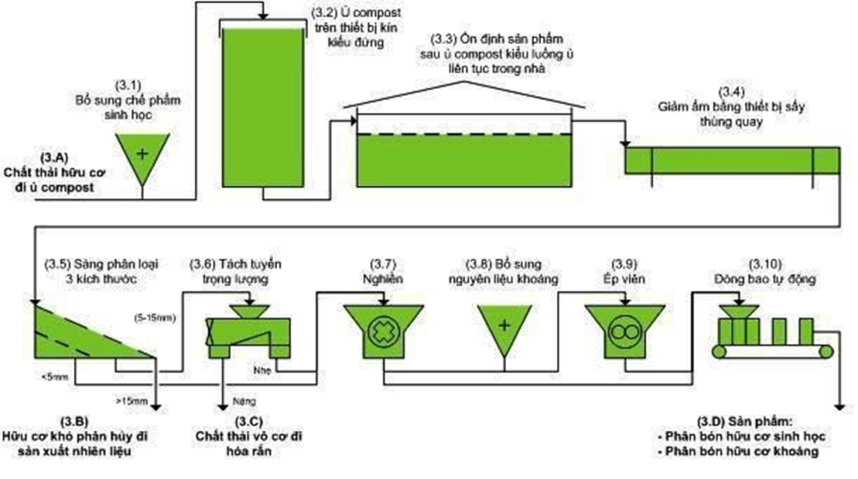 (3.2) Ủ compost
trên thiết bị kín
kiểu đứng
(3.3) Ổn định sản phẩm
sau ủ compost kiểu luống ủ
liên tục trong nhà
(3.1)
Bổ sung chế phẩm
sinh học
(3.4)
Giảm ẩm bằng thiết bị sấy
thùng quay
(3.A)
Chất thải hữu cơ
đi ủ compost
(3.5) Sàng phân loại
3 kích thước
(3.6) Tách tuyển
trọng lượng
(3.7)
Nghiền
(3.8) Bổ sung
nguyên liệu khoáng
(3.9)
Ép viên
(3.10)
Đóng bao tự động
(5-15mm)
<5mm
Nhẹ
>15mm
Nặng
(3.B)
Hữu cơ khó phân hủy đi
sản xuất nhiên liệu
(3.C)
Chất thải vô cơ đi
hóa rắn
(3.D) Sản phẩm:
- Phân bón hữu cơ sinh học
- Phân bón hữu cơ khoáng